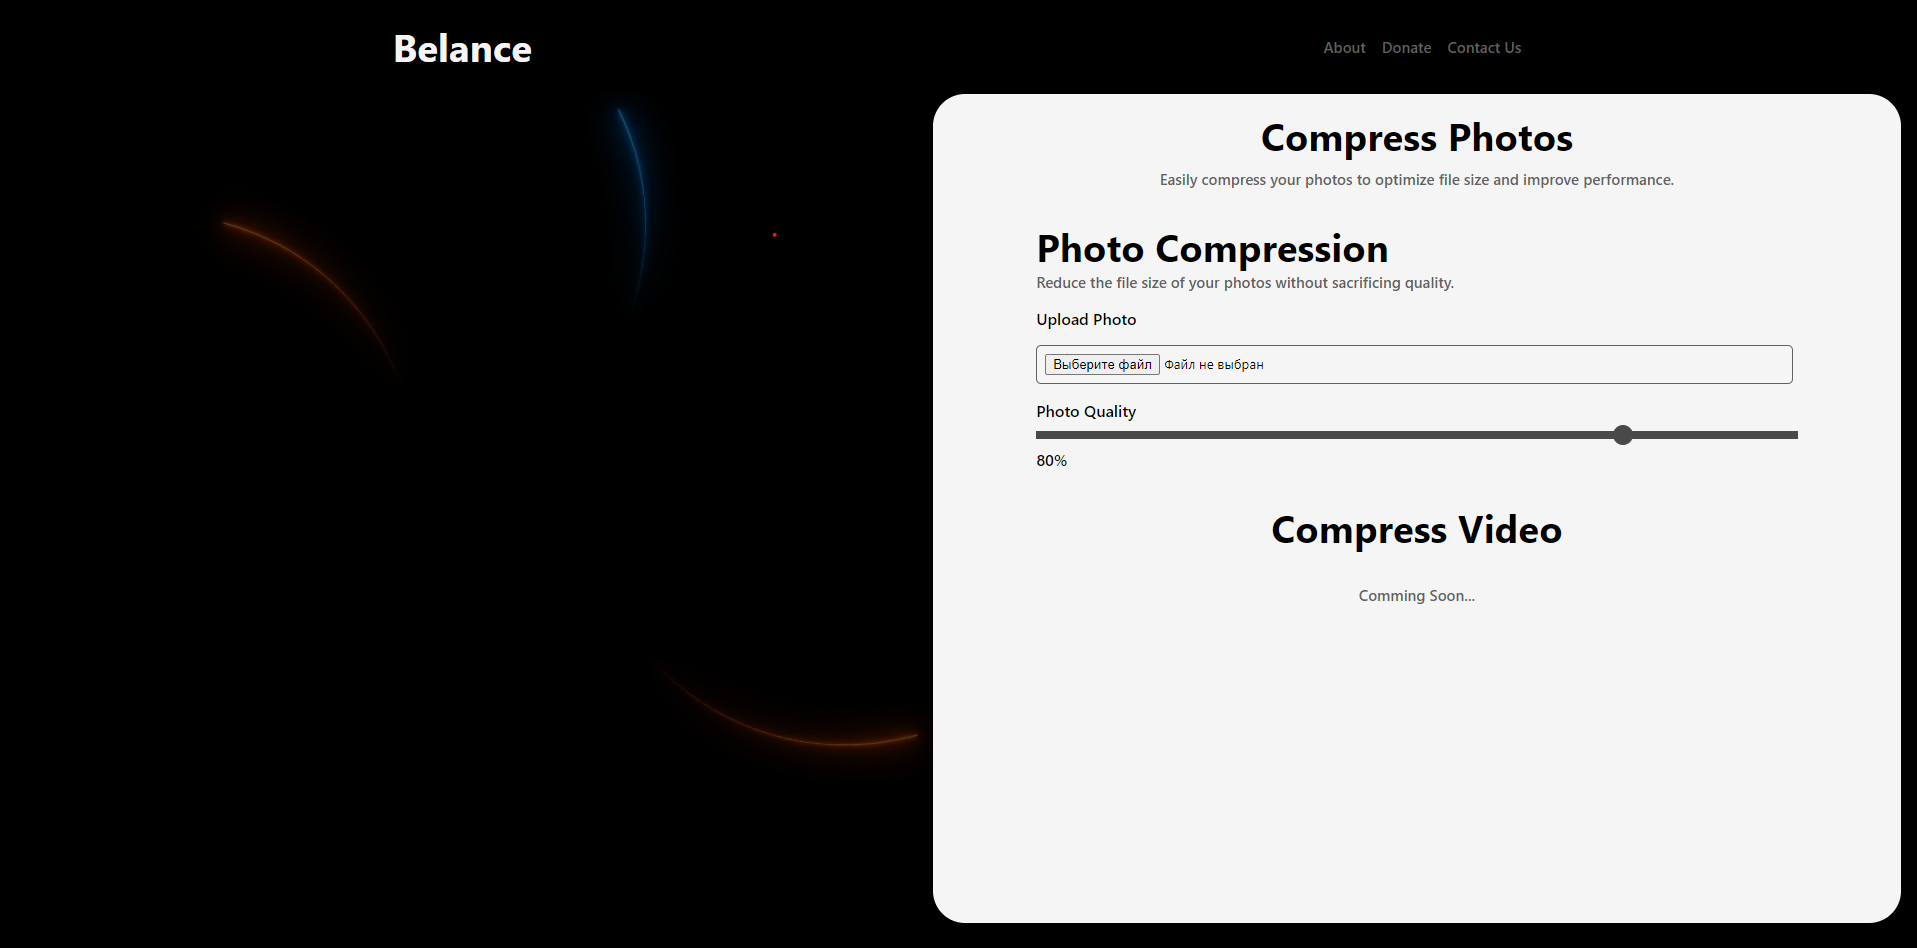 Belance
About Donate Contact Us
Compress Photos
Easily compress your photos to optimize file size and improve performance.
Photo Compression
Reduce the file size of your photos without sacrificing quality.
Upload Photo
Выберите файл Файл не выбран
Photo Quality
80%
Compress Video
Comming Soon...